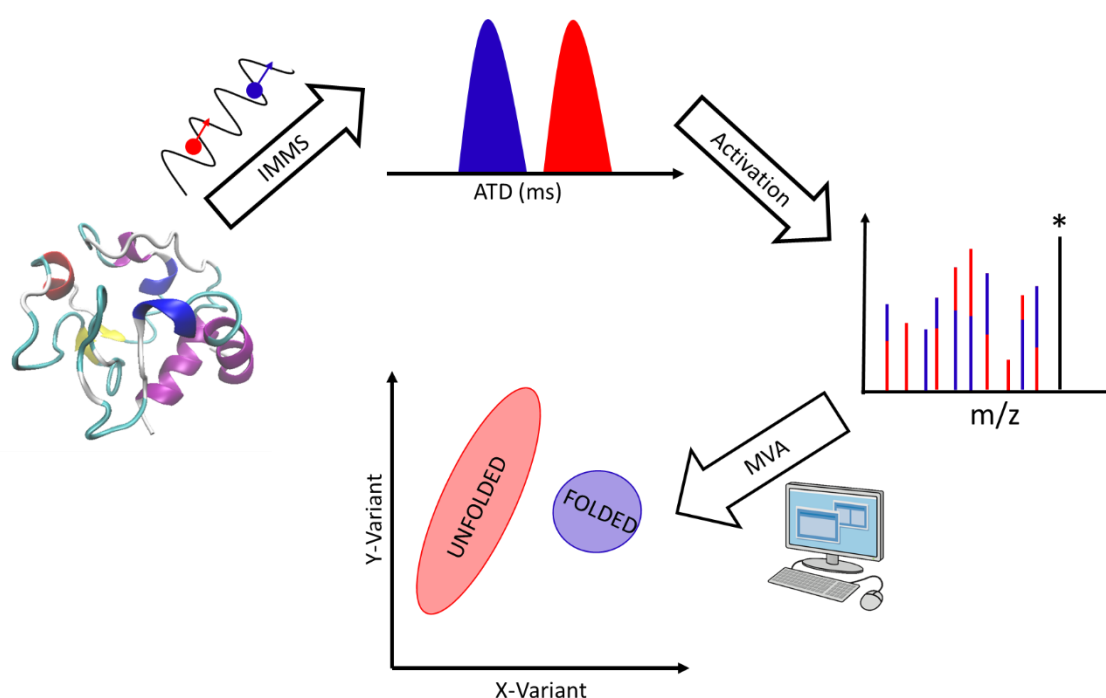 IMMS
ATD (ms)
Activation
*
m/z
MVA
UNFOLDED
FOLDED
Y-Variant
X-Variant